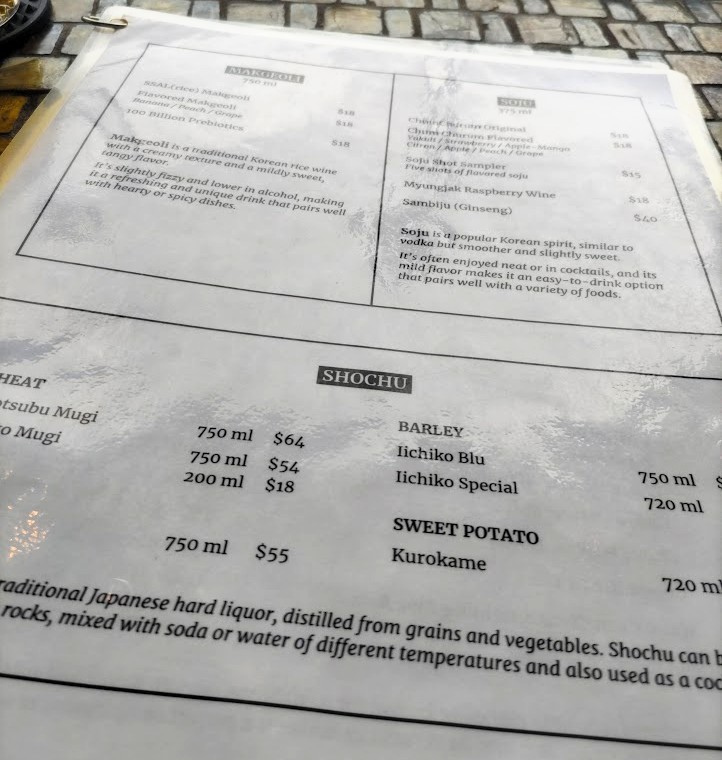 MAKGEOLI
750 ml
SSAL(rice) Makgeoli
Flavored Makgeoli $18
Banana / Peach / Grape $18
100 Billion Prebiotics
$18
Makgeoli is a traditional Korean rice wine
with a creamy texture and a mildly sweet,
tangy flavor.
It's slightly fizzy and lower in alcohol, making
it a refreshing and unique drink that pairs well
with hearty or spicy dishes.
SOJU
375 ml
Chum Churum Original
Chum Churum Flavored $18
Yakult / Strawberry / Apple-Mango $18
Citron / Apple / Peach / Grape
Soju Shot Sampler
Five shots of flavored soju $15
Myungjak Raspberry Wine
$18
Sambiju (Ginseng)
$40
Soju is a popular Korean spirit, similar to
vodka but smoother and slightly sweet.
It's often enjoyed neat or in cocktails, and its
mild flavor makes it an easy-to-drink option
that pairs well with a variety of foods.
SHOCHU
HEAT
otsubu Mugi 750 ml $64
o Mugi 750 ml $54
200 ml $18
750 ml $55
BARLEY
Iichiko Blu 750 ml $
Iichiko Special 720 ml
SWEET POTATO
Kurokame 720 ml
raditional Japanese hard liquor, distilled from grains and vegetables. Shochu can b
rocks, mixed with soda or water of different temperatures and also used as a coc